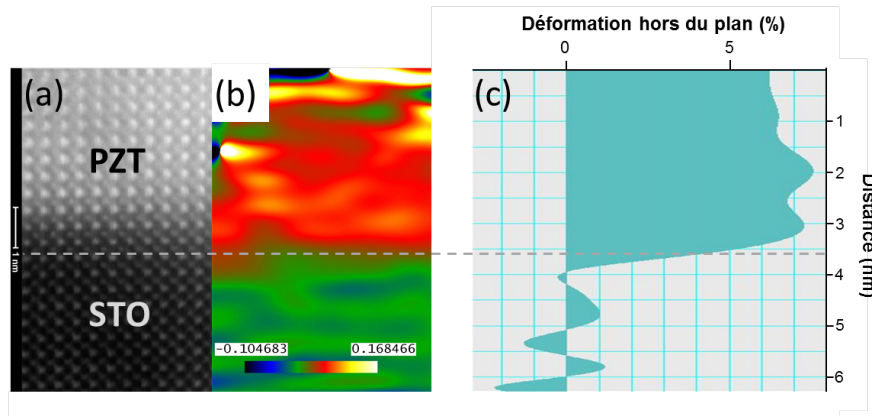 Déformation hors du plan (%)
0 5
(a) (b) (c)
PZT
STO
1 nm
-0.104683 0.168466
1
2
3
4
5
6
Distance (nm)